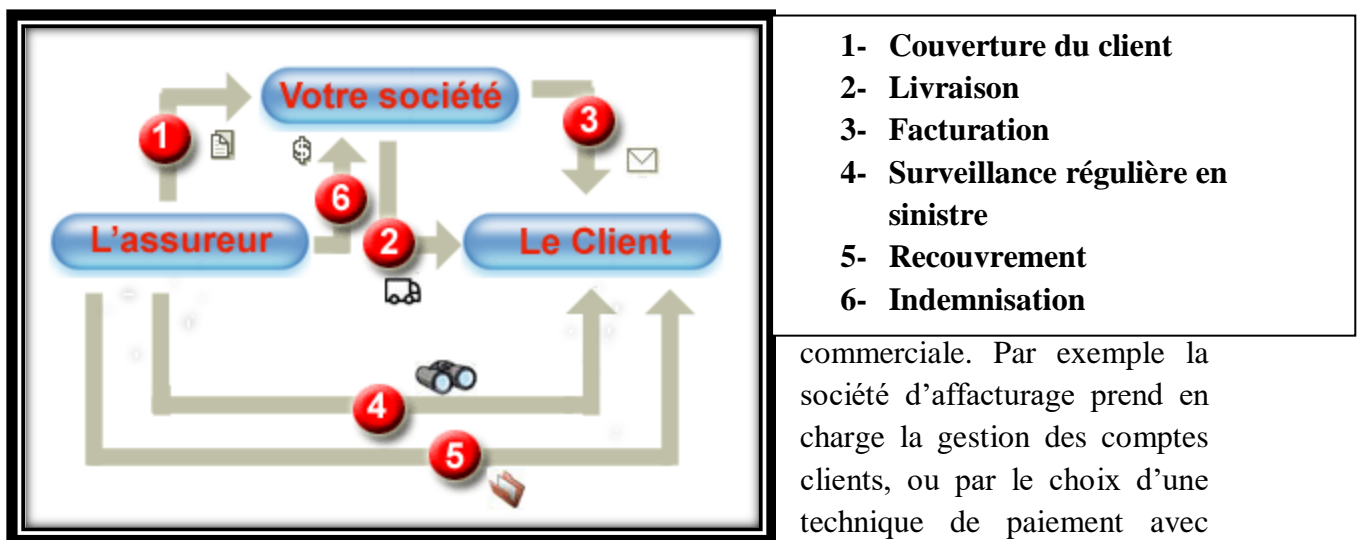 Votre société
1
3
6
L'assureur
2
Le Client
4
5
1- Couverture du client
2- Livraison
3- Facturation
4- Surveillance régulière en
sinistre
5- Recouvrement
6- Indemnisation
commerciale. Par exemple la
société d'affacturage prend en
charge la gestion des comptes
clients, ou par le choix d'une
technique de paiement avec